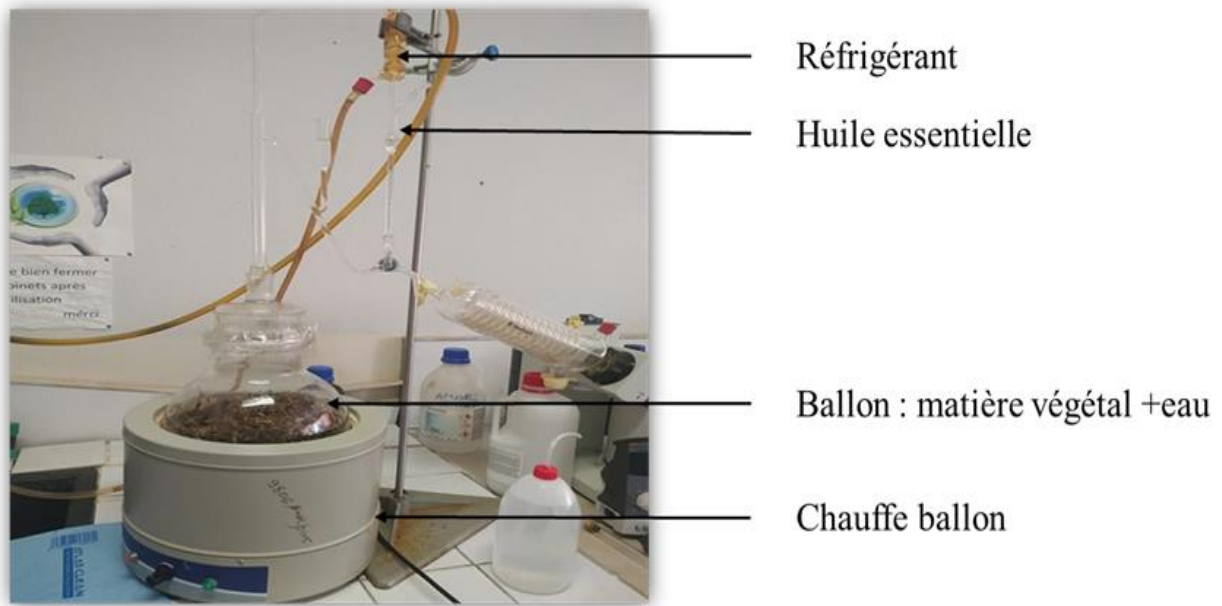 Réfrigérant
Huile essentielle
e bien fermer
binets après
ilisation
mérci
Ballon : matière végétal +eau
Chauffe ballon